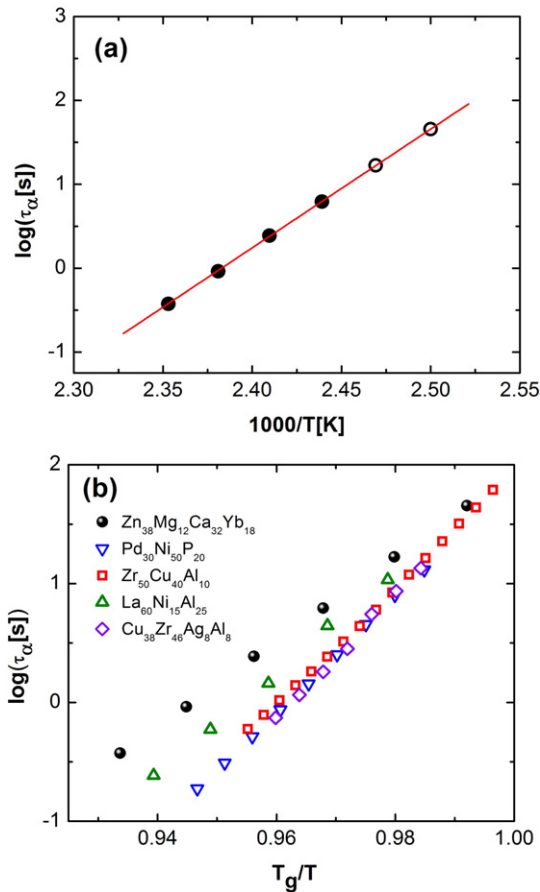 (a)
log(τα[s])
3
2
1
0
-1
2.30 2.35 2.40 2.45 2.50 2.55
1000/T[K]
(b)
log(τα[s])
2
1
0
-1
Zn38Mg12Ca32Yb18
Pd30Ni50P20
Zr50Cu40Al10
La60Ni15Al25
Cu38Zr46Ag8Al8
0.94 0.96 0.98 1.00
Tg/T